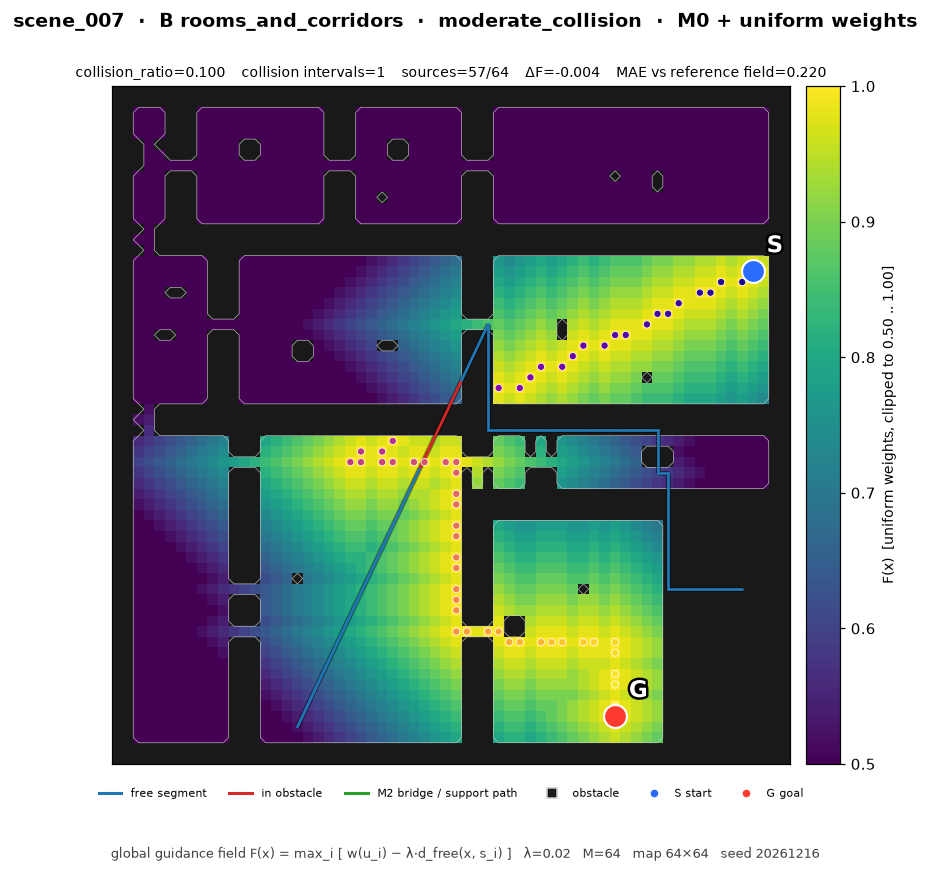 scene_007 · B rooms_and_corridors · moderate_collision · M0 + uniform weights
collision_ratio=0.100 collision intervals=1 sources=57/64 ΔF=-0.004 MAE vs reference field=0.220
S
G
1.0
0.9
0.8
0.7
0.6
0.5
F(x) [uniform weights, clipped to 0.50 .. 1.00]
free segment
in obstacle
M2 bridge / support path
obstacle
S start
G goal
global guidance field F(x) = max_i [ w(u_i) − λ·d_free(x, s_i) ] λ=0.02 M=64 map 64×64 seed 20261216